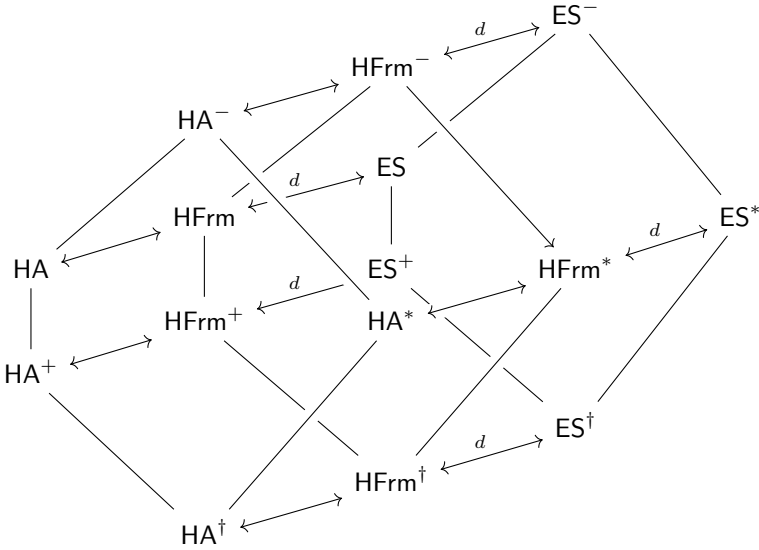 ES⁻
d
HFrm⁻
HA⁻
ES
d
HFrm
ES*
d
HA
ES⁺
HFrm*
d
HFrm⁺
HA*
HA⁺
ES†
d
HFrm†
HA†